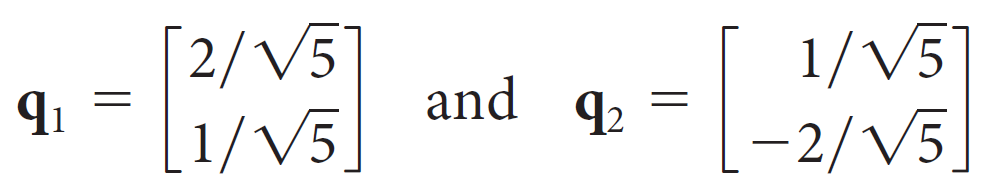 q₁ = [2/√5 1/√5] and q₂ = [1/√5 −2/√5]